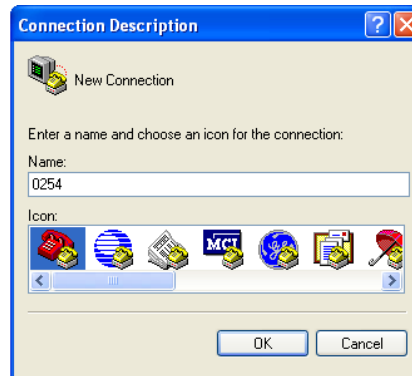 Connection Description
New Connection
Enter a name and choose an icon for the connection:
Name:
0254
Icon:
MCI
OK
Cancel